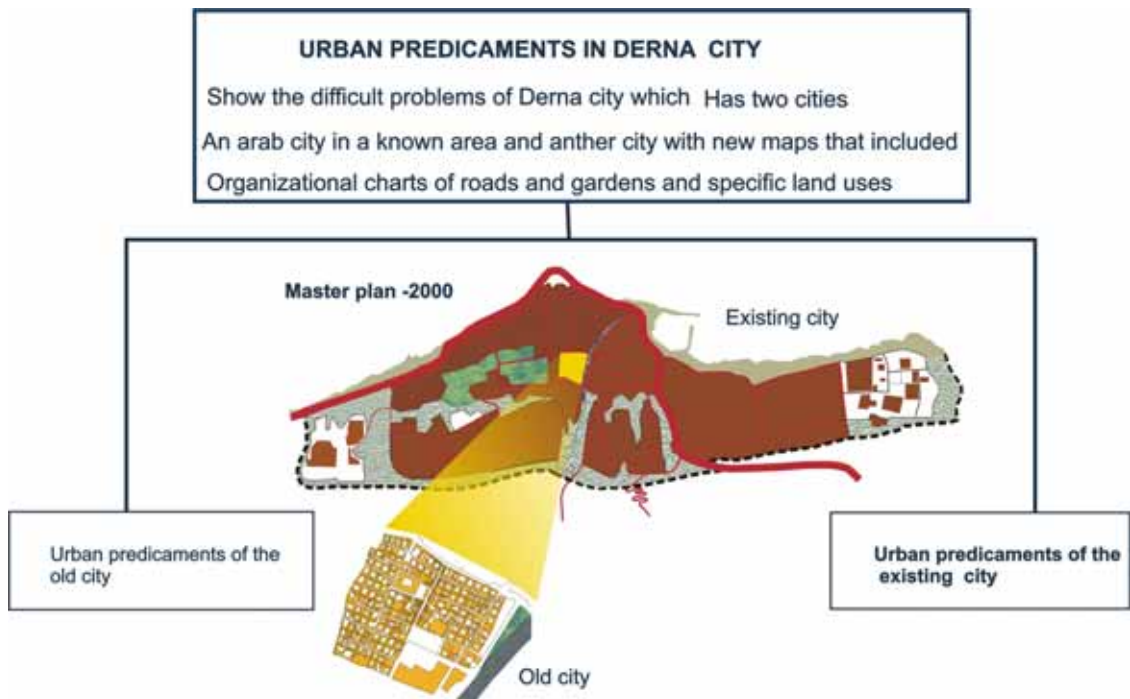 URBAN PREDICAMENTS IN DERNA CITY
Show the difficult problems of Derna city which Has two cities
An arab city in a known area and anther city with new maps that included
Organizational charts of roads and gardens and specific land uses
Master plan -2000
Existing city
Urban predicaments of the
old city
Urban predicaments of the
existing city
Old city